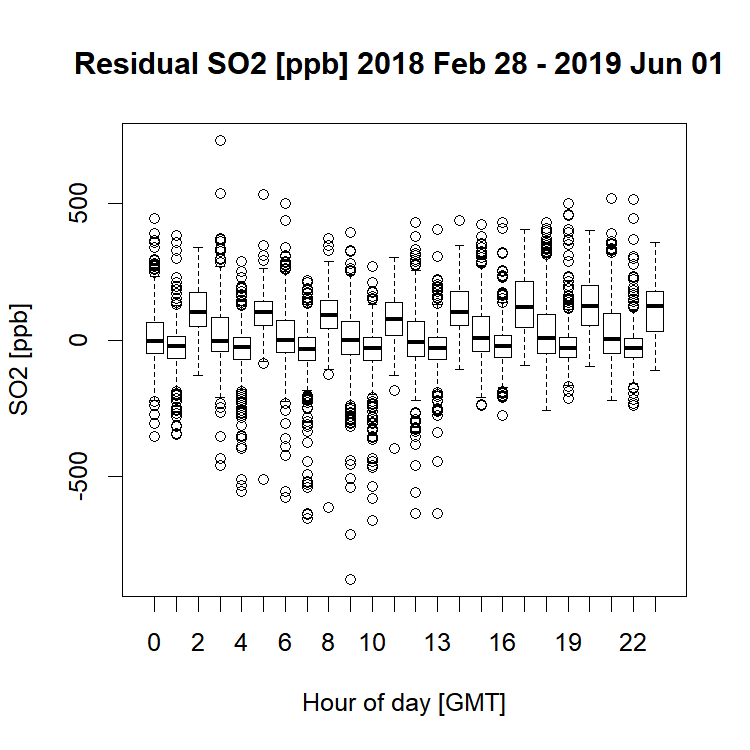 Residual SO2 [ppb] 2018 Feb 28 - 2019 Jun 01
SO2 [ppb]
500
0
-500
0 2 4 6 8 10 13 16 19 22
Hour of day [GMT]